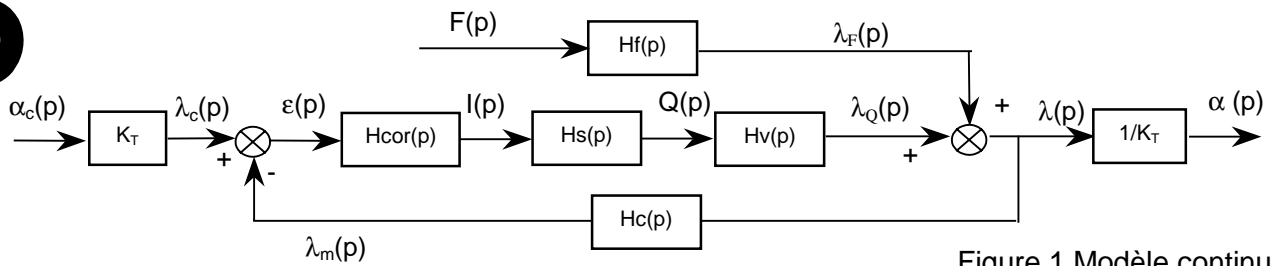 F(p) Hf(p) λF(p)
αc(p) KT λc(p) ε(p) Hcor(p) I(p) Hs(p) Q(p) Hv(p) λQ(p) + λ(p) 1/KT α (p)
+ - +
Hc(p)
λm(p)
Figure 1 Modèle continu